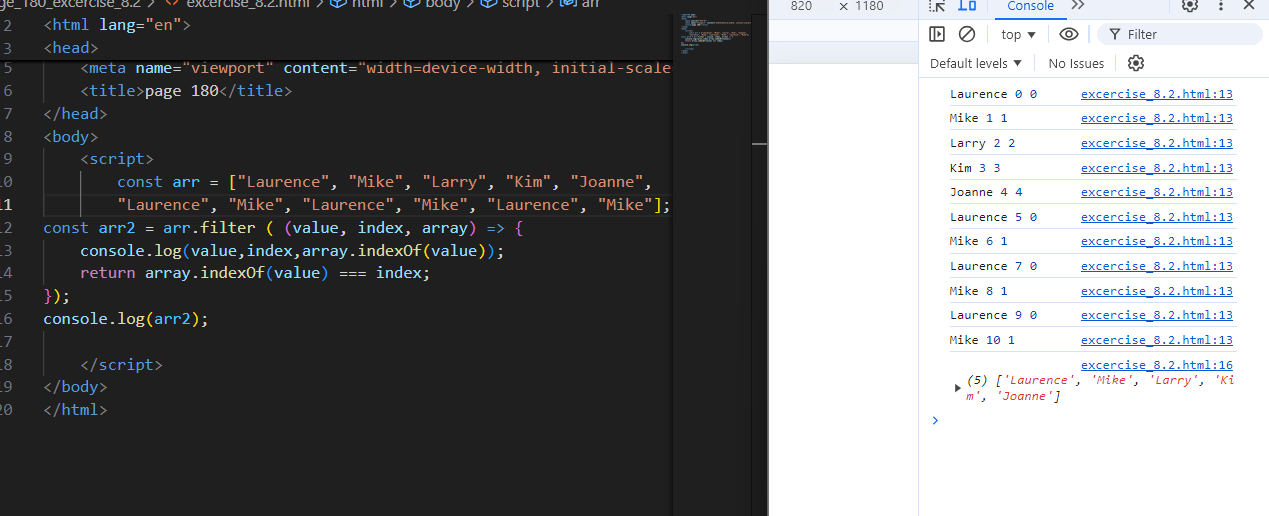 ge_180_excercise_8.2 > <> excercise_8.2.html > html > body > script > arr
2 <html lang="en">
3 <head>
5 <meta name="viewport" content="width=device-width, initial-scale
6 <title>page 180</title>
7 </head>
8 <body>
9 <script>
10 const arr = ["Laurence", "Mike", "Larry", "Kim", "Joanne",
11 "Laurence", "Mike", "Laurence", "Mike", "Laurence", "Mike"];
12 const arr2 = arr.filter ( (value, index, array) => {
13 console.log(value,index,array.indexOf(value));
14 return array.indexOf(value) === index;
15 });
16 console.log(arr2);
17
18 </script>
19 </body>
20 </html>
820 × 1180
Console
top
Filter
Default levels
No Issues
Laurence 0 0 excercise_8.2.html:13
Mike 1 1 excercise_8.2.html:13
Larry 2 2 excercise_8.2.html:13
Kim 3 3 excercise_8.2.html:13
Joanne 4 4 excercise_8.2.html:13
Laurence 5 0 excercise_8.2.html:13
Mike 6 1 excercise_8.2.html:13
Laurence 7 0 excercise_8.2.html:13
Mike 8 1 excercise_8.2.html:13
Laurence 9 0 excercise_8.2.html:13
Mike 10 1 excercise_8.2.html:13
excercise_8.2.html:16
(5) ['Laurence', 'Mike', 'Larry', 'Ki
m', 'Joanne']